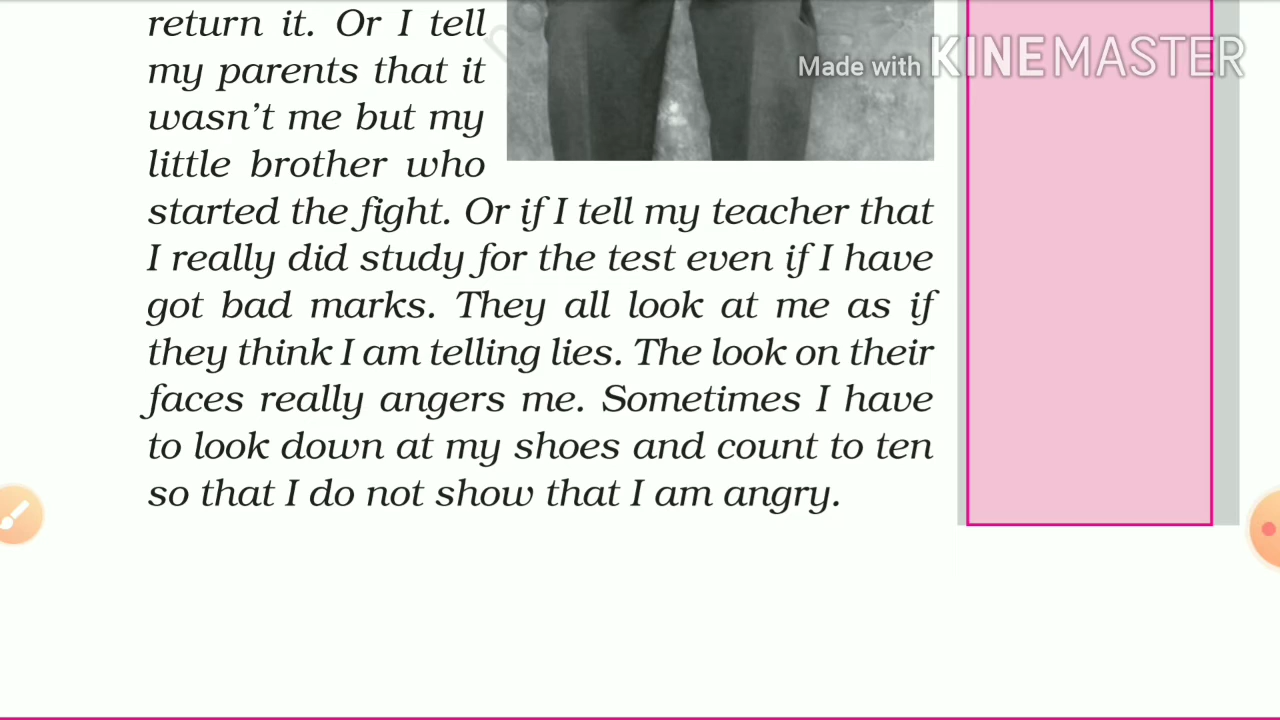 return it. Or I tell
my parents that it
wasn't me but my
little brother who
started the fight. Or if I tell my teacher that
I really did study for the test even if I have
got bad marks. They all look at me as if
they think I am telling lies. The look on their
faces really angers me. Sometimes I have
to look down at my shoes and count to ten
so that I do not show that I am angry.
Made with KINEMASTER